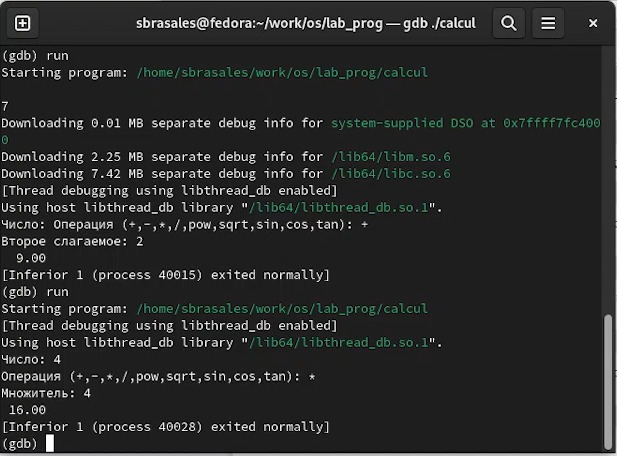 sbrasales@fedora:~/work/os/lab_prog — gdb ./calcul
(gdb) run
Starting program: /home/sbrasales/work/os/lab_prog/calcul
7
Downloading 0.01 MB separate debug info for system-supplied DSO at 0x7ffff7fc400
0
Downloading 2.25 MB separate debug info for /lib64/libm.so.6
Downloading 7.42 MB separate debug info for /lib64/libc.so.6
[Thread debugging using libthread_db enabled]
Using host libthread_db library "/lib64/libthread_db.so.1".
Число: Операция (+,-,*,/,pow,sqrt,sin,cos,tan): +
Второе слагаемое: 2
9.00
[Inferior 1 (process 40015) exited normally]
(gdb) run
Starting program: /home/sbrasales/work/os/lab_prog/calcul
[Thread debugging using libthread_db enabled]
Using host libthread_db library "/lib64/libthread_db.so.1".
Число: 4
Операция (+,-,*,/,pow,sqrt,sin,cos,tan): *
Множитель: 4
16.00
[Inferior 1 (process 40028) exited normally]
(gdb)